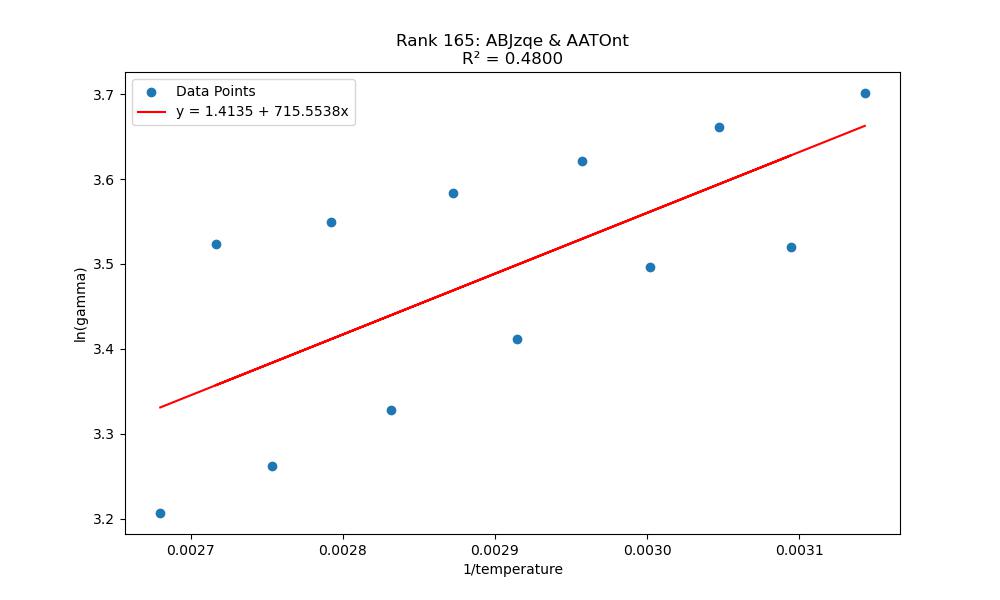 Rank 165: ABJzqe & AATOnt
R² = 0.4800
Data Points
y = 1.4135 + 715.5538x
3.7
3.6
3.5
3.4
3.3
3.2
ln(gamma)
0.0027 0.0028 0.0029 0.0030 0.0031
1/temperature